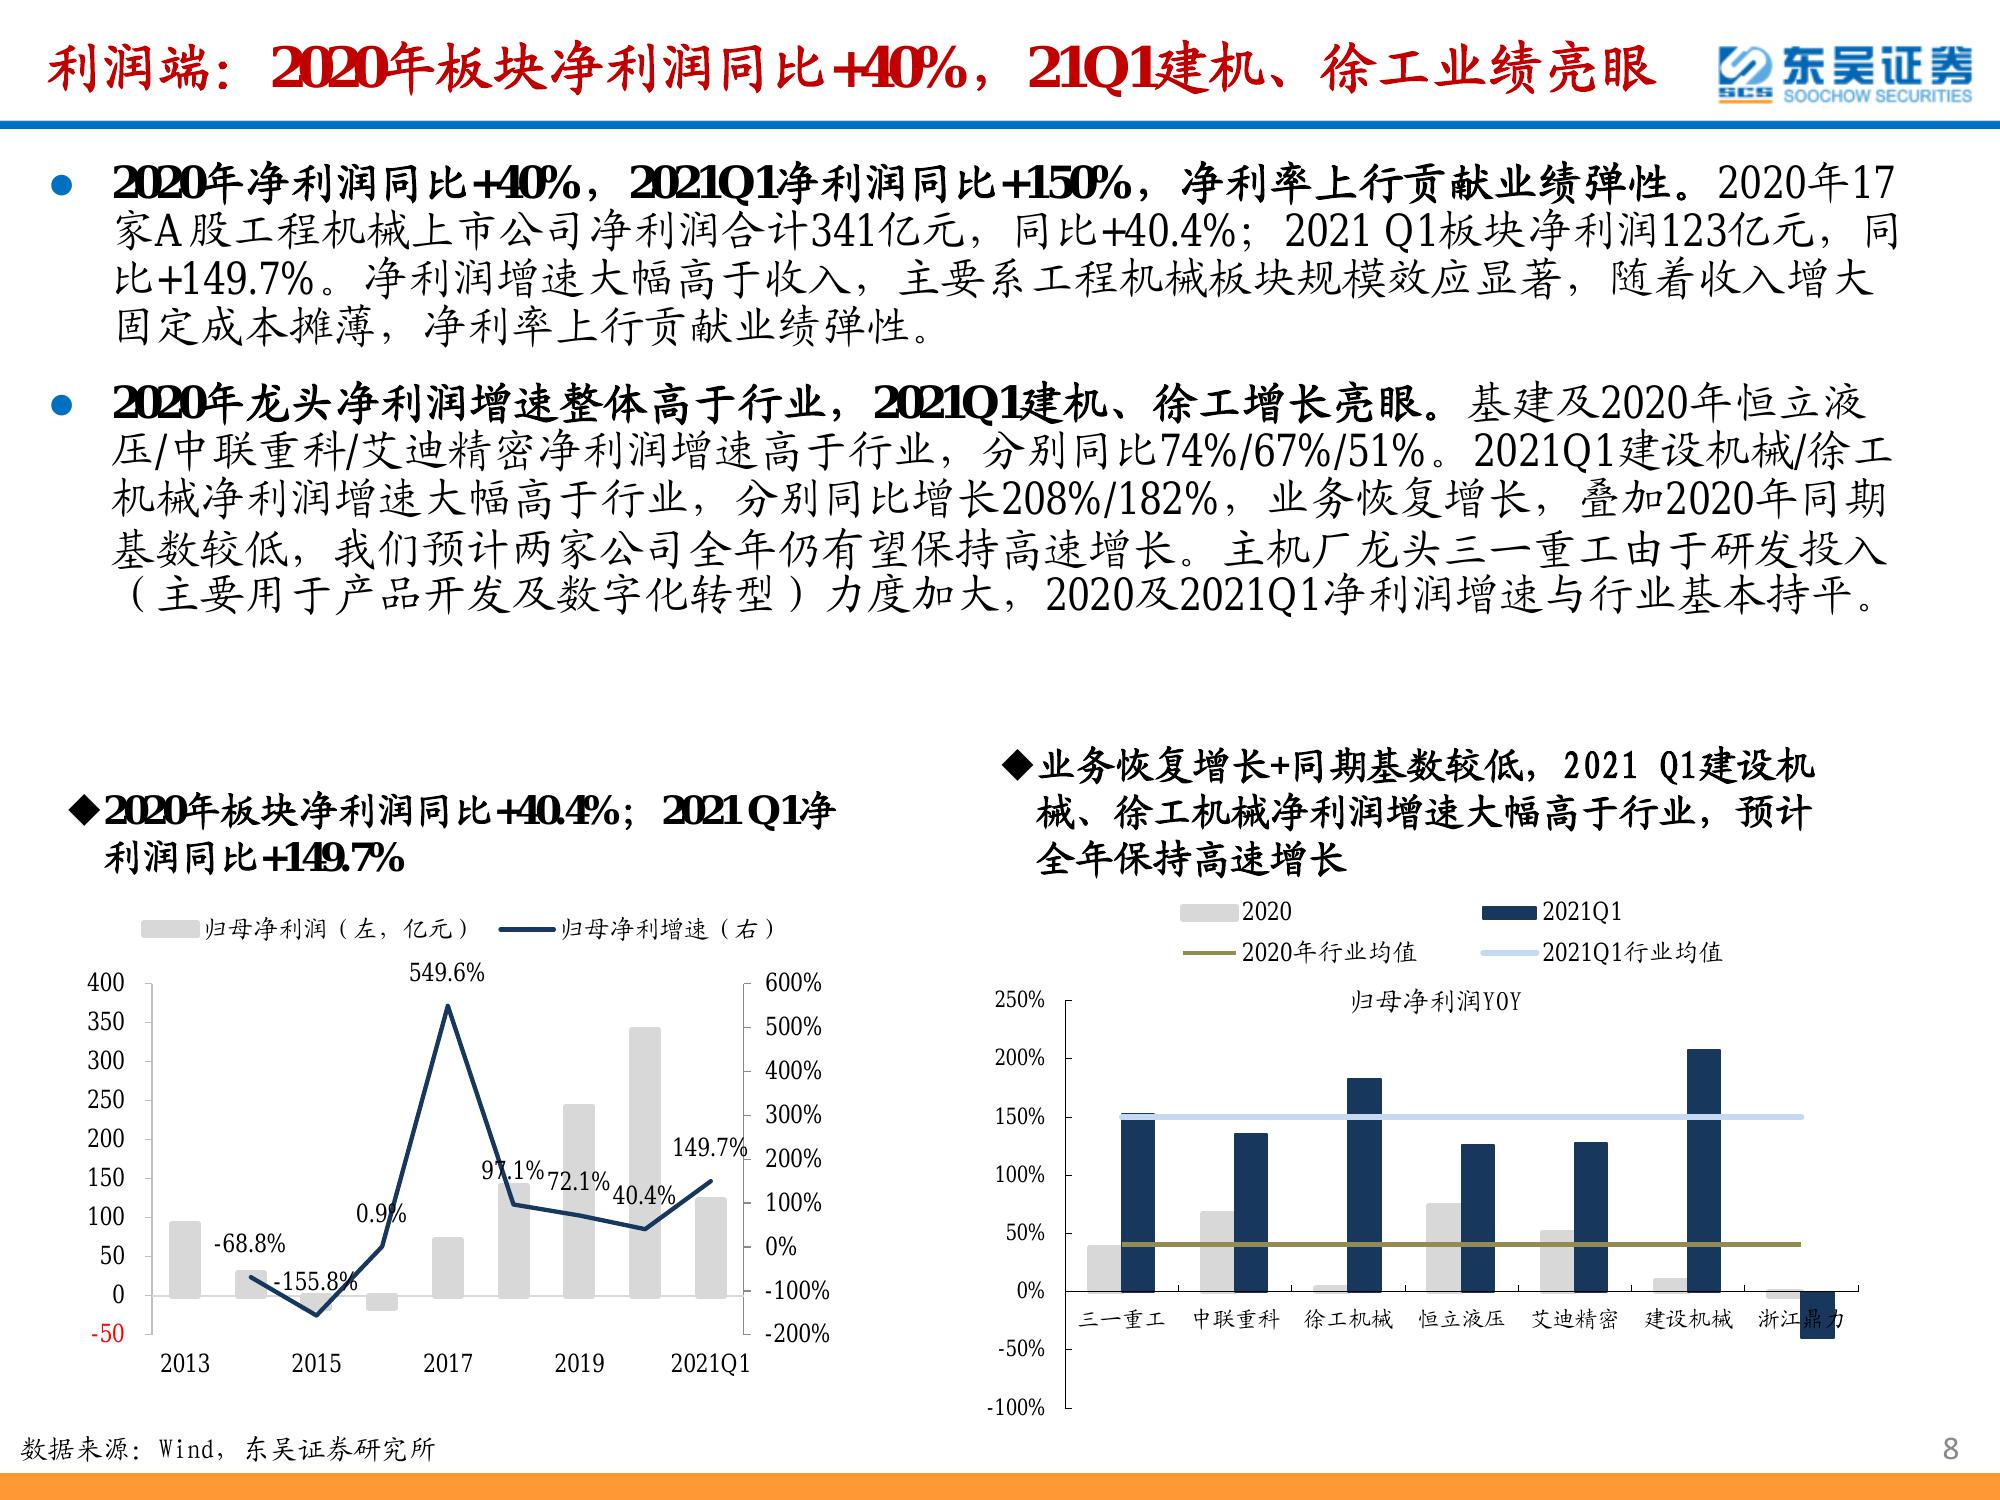 利润端：2020年板块净利润同比+40%，21Q1建机、徐工业绩亮眼
东吴证券
SCS
SOOCHOW SECURITIES
● 2020年净利润同比+40%，2021Q1净利润同比+150%，净利率上行贡献业绩弹性。2020年17
家A股工程机械上市公司净利润合计341亿元，同比+40.4%；2021 Q1板块净利润123亿元，同
比+149.7%。净利润增速大幅高于收入，主要系工程机械板块规模效应显著，随着收入增大
固定成本摊薄，净利率上行贡献业绩弹性。
● 2020年龙头净利润增速整体高于行业，2021Q1建机、徐工增长亮眼。基建及2020年恒立液
压/中联重科/艾迪精密净利润增速高于行业，分别同比74%/67%/51%。2021Q1建设机械/徐工
机械净利润增速大幅高于行业，分别同比增长208%/182%，业务恢复增长，叠加2020年同期
基数较低，我们预计两家公司全年仍有望保持高速增长。主机厂龙头三一重工由于研发投入
（主要用于产品开发及数字化转型）力度加大，2020及2021Q1净利润增速与行业基本持平。
◆2020年板块净利润同比+40.4%；2021 Q1净
利润同比+149.7%
归母净利润（左，亿元） 归母净利增速（右）
400
350
300
250
200
150
100
50
0
-50
-68.8%
-155.8%
0.9%
549.6%
97.1%
72.1%
40.4%
149.7%
600%
500%
400%
300%
200%
100%
0%
-100%
-200%
2013 2015 2017 2019 2021Q1
◆业务恢复增长+同期基数较低，2021 Q1建设机
械、徐工机械净利润增速大幅高于行业，预计
全年保持高速增长
2020 2021Q1
2020年行业均值 2021Q1行业均值
归母净利润YOY
250%
200%
150%
100%
50%
0%
-50%
-100%
三一重工 中联重科 徐工机械 恒立液压 艾迪精密 建设机械 浙江鼎力
数据来源：Wind，东吴证券研究所
8